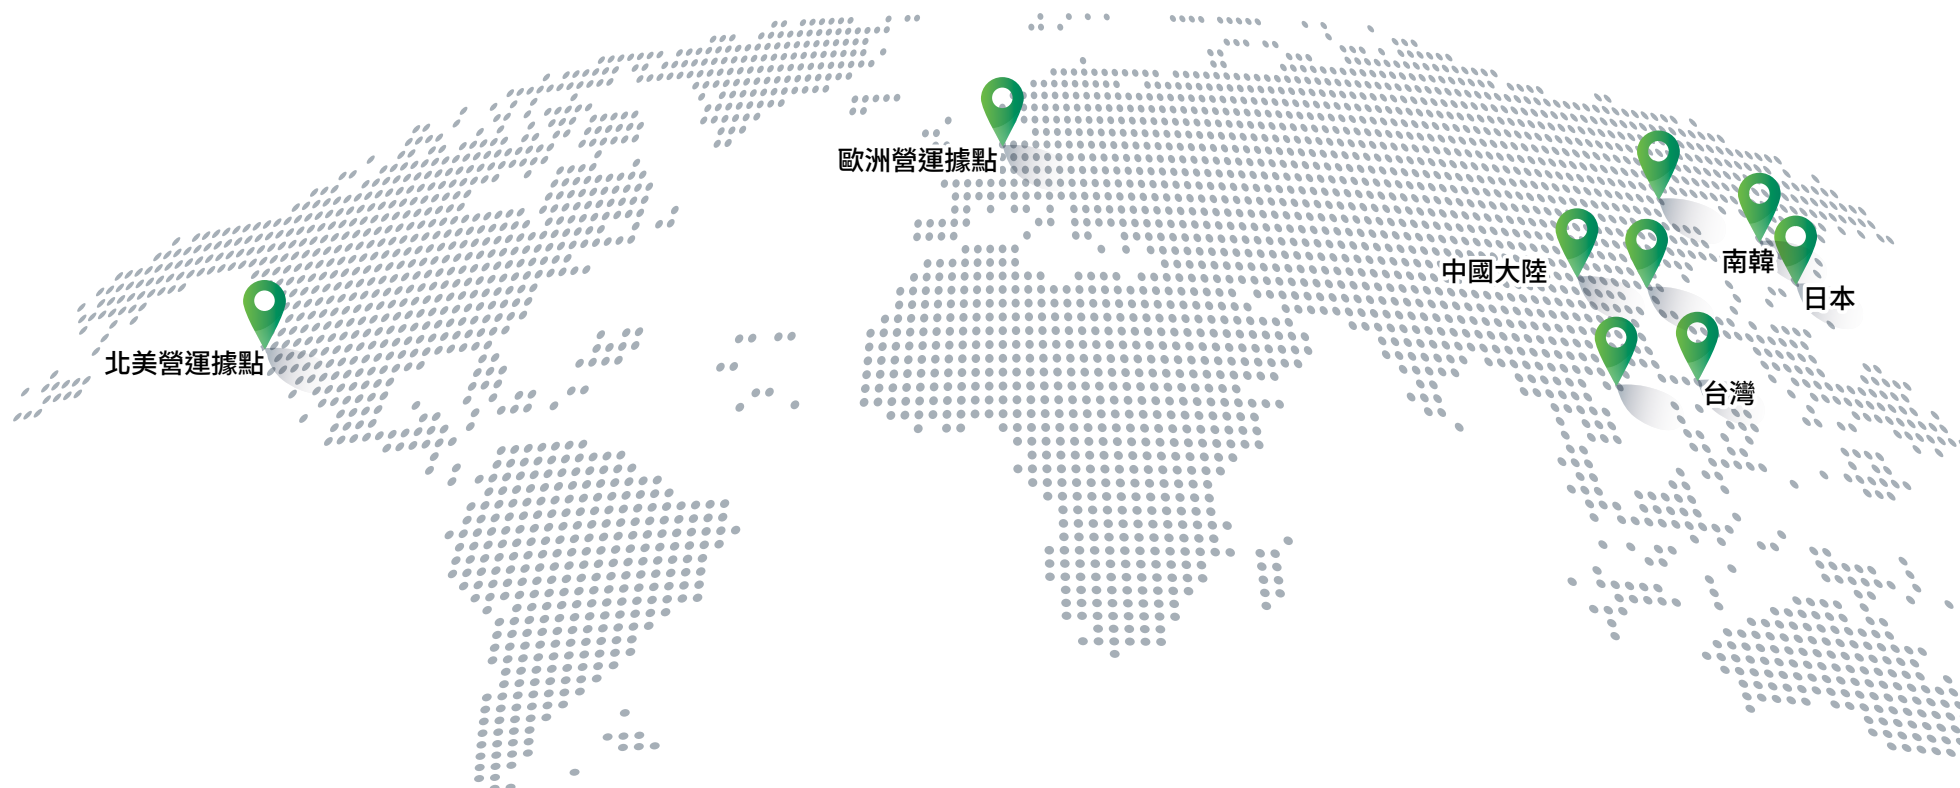 歐洲營運據點
南韓
中國大陸
日本
北美營運據點
台灣